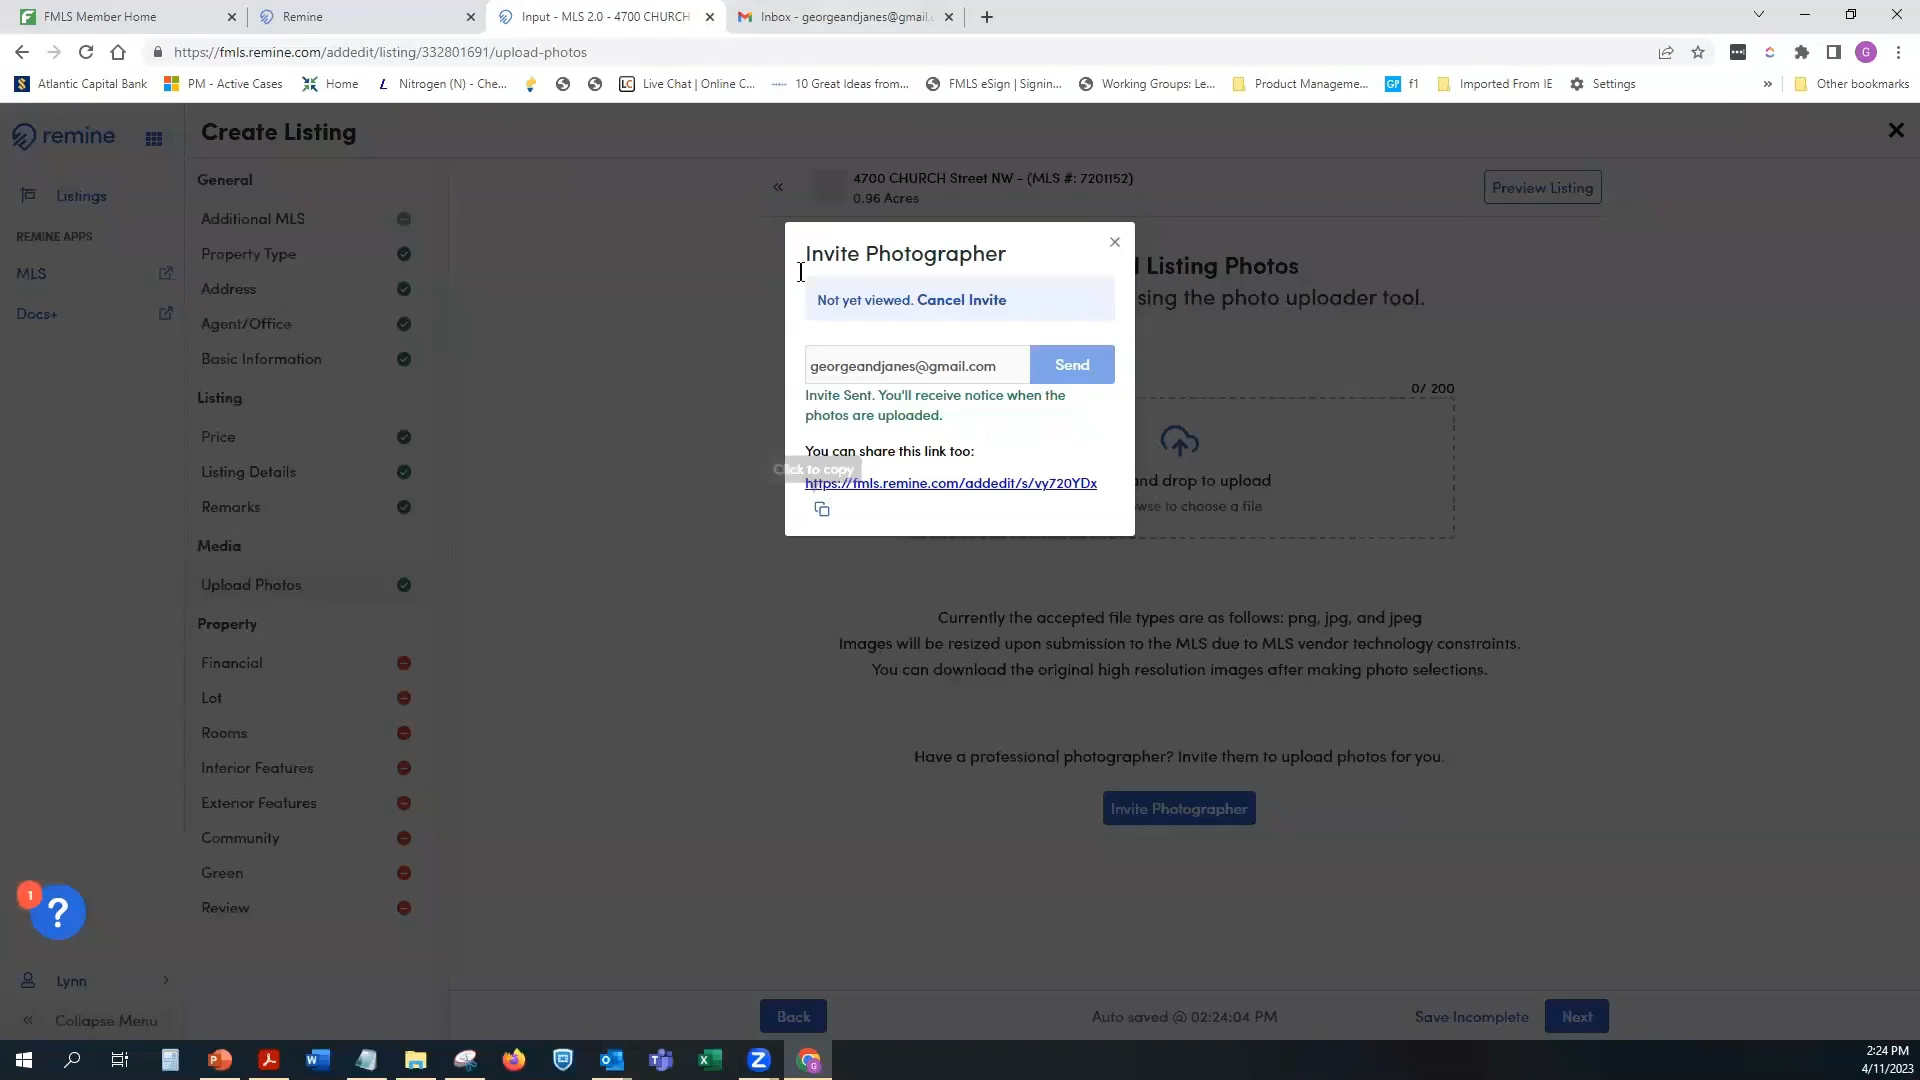 FMLS Member Home
Remine
Input - MLS 2.0 - 4700 CHURCH
Inbox - georgeandjanes@gmail.c
https://fmls.remine.com/addedit/listing/332801691/upload-photos
G
Atlantic Capital Bank
PM - Active Cases
Home
Nitrogen (N) - Che...
Live Chat | Online C...
10 Great Ideas from...
FMLS eSign | Signin...
Working Groups: Le...
Product Manageme...
GP f1
Imported From IE
Settings
»
Other bookmarks
remine
Create Listing
Listings
REMINE APPS
MLS
Docs+
General
Additional MLS
Property Type
Address
Agent/Office
Basic Information
Listing
Price
Listing Details
Remarks
Media
Upload Photos
Property
Financial
Lot
Rooms
Interior Features
Exterior Features
Community
Green
Review
1
?
Lynn
Collapse Menu
4700 CHURCH Street NW - (MLS #: 7201152)
0.96 Acres
Preview Listing
Invite Photographer
Not yet viewed. Cancel Invite
georgeandjanes@gmail.com
Send
Invite Sent. You'll receive notice when the
photos are uploaded.
You can share this link too:
Click to copy
https://fmls.remine.com/addedit/s/vy720YDx
Listing Photos
sing the photo uploader tool.
0/ 200
nd drop to upload
wse to choose a file
Currently the accepted file types are as follows: png, jpg, and jpeg
Images will be resized upon submission to the MLS due to MLS vendor technology constraints.
You can download the original high resolution images after making photo selections.
Have a professional photographer? Invite them to upload photos for you.
Invite Photographer
Back
Auto saved @ 02:24:04 PM
Save Incomplete
Next
2:24 PM
4/11/2023